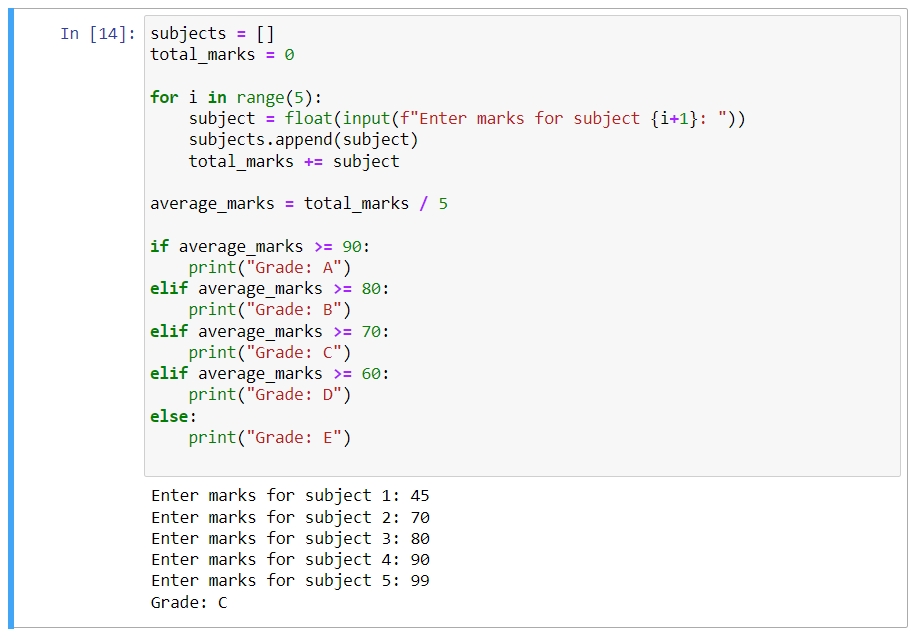 In [14]: subjects = []
total_marks = 0
for i in range(5):
    subject = float(input(f"Enter marks for subject {i+1}: "))
    subjects.append(subject)
    total_marks += subject
average_marks = total_marks / 5
if average_marks >= 90:
    print("Grade: A")
elif average_marks >= 80:
    print("Grade: B")
elif average_marks >= 70:
    print("Grade: C")
elif average_marks >= 60:
    print("Grade: D")
else:
    print("Grade: E")
Enter marks for subject 1: 45
Enter marks for subject 2: 70
Enter marks for subject 3: 80
Enter marks for subject 4: 90
Enter marks for subject 5: 99
Grade: C